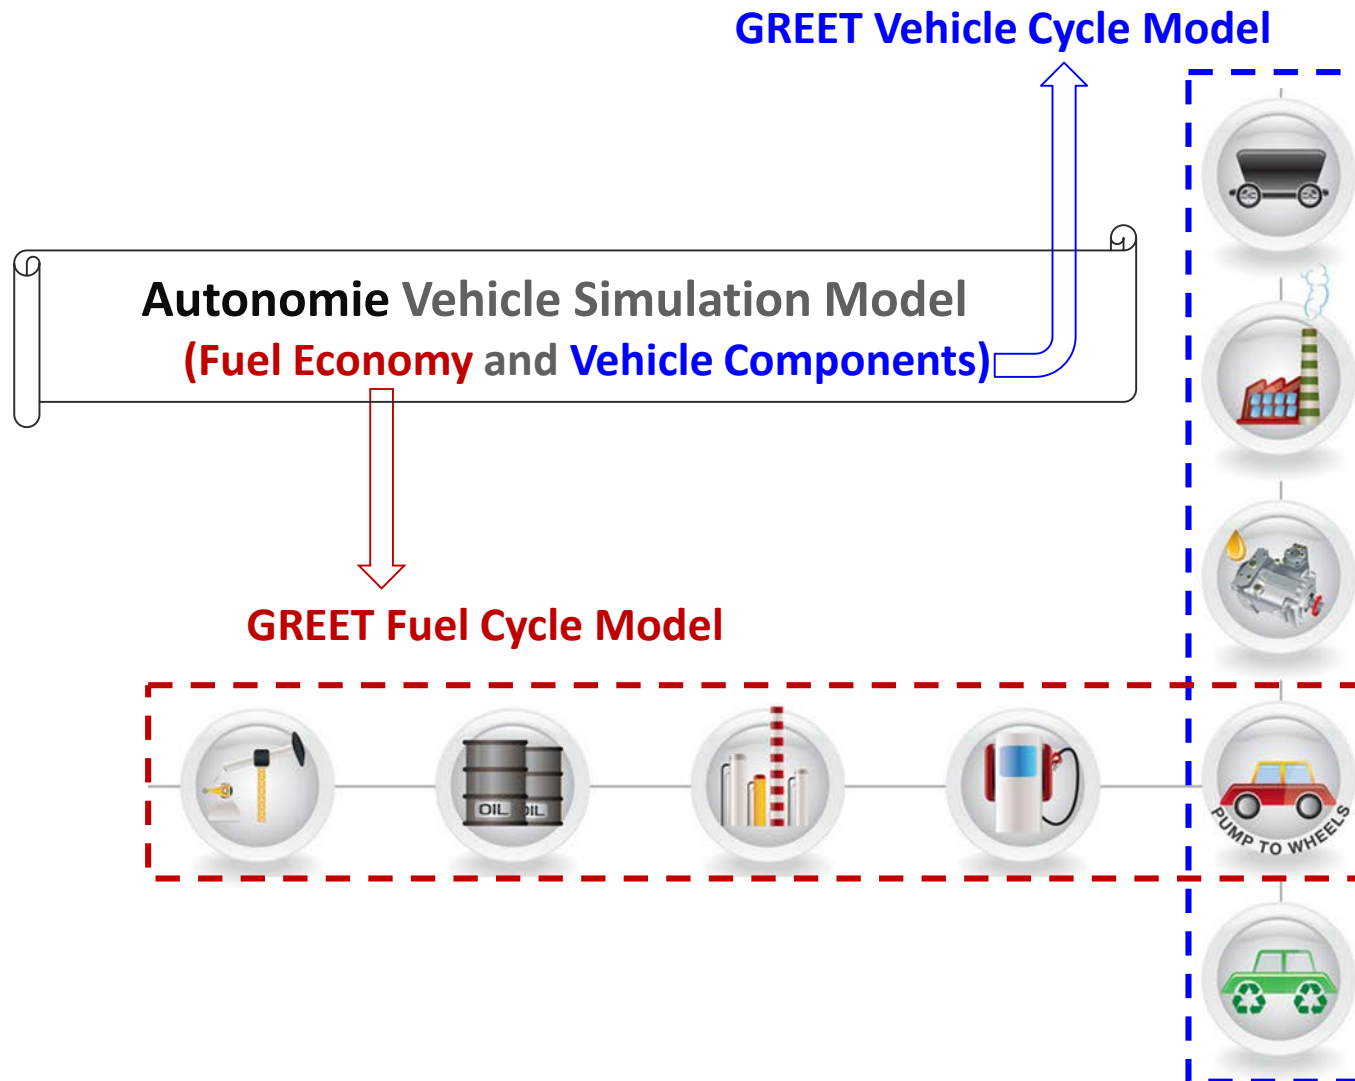 GREET Vehicle Cycle Model
Autonomie Vehicle Simulation Model
(Fuel Economy and Vehicle Components)
GREET Fuel Cycle Model
OIL OIL
PUMP TO WHEELS